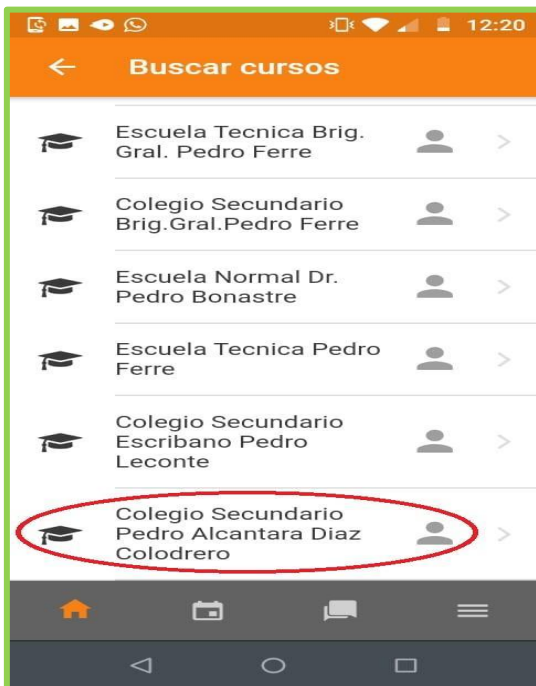 12:20
Buscar cursos
Escuela Tecnica Brig.
Gral. Pedro Ferre
Colegio Secundario
Brig.Gral.Pedro Ferre
Escuela Normal Dr.
Pedro Bonastre
Escuela Tecnica Pedro
Ferre
Colegio Secundario
Escribano Pedro
Leconte
Colegio Secundario
Pedro Alcantara Diaz
Colodrero